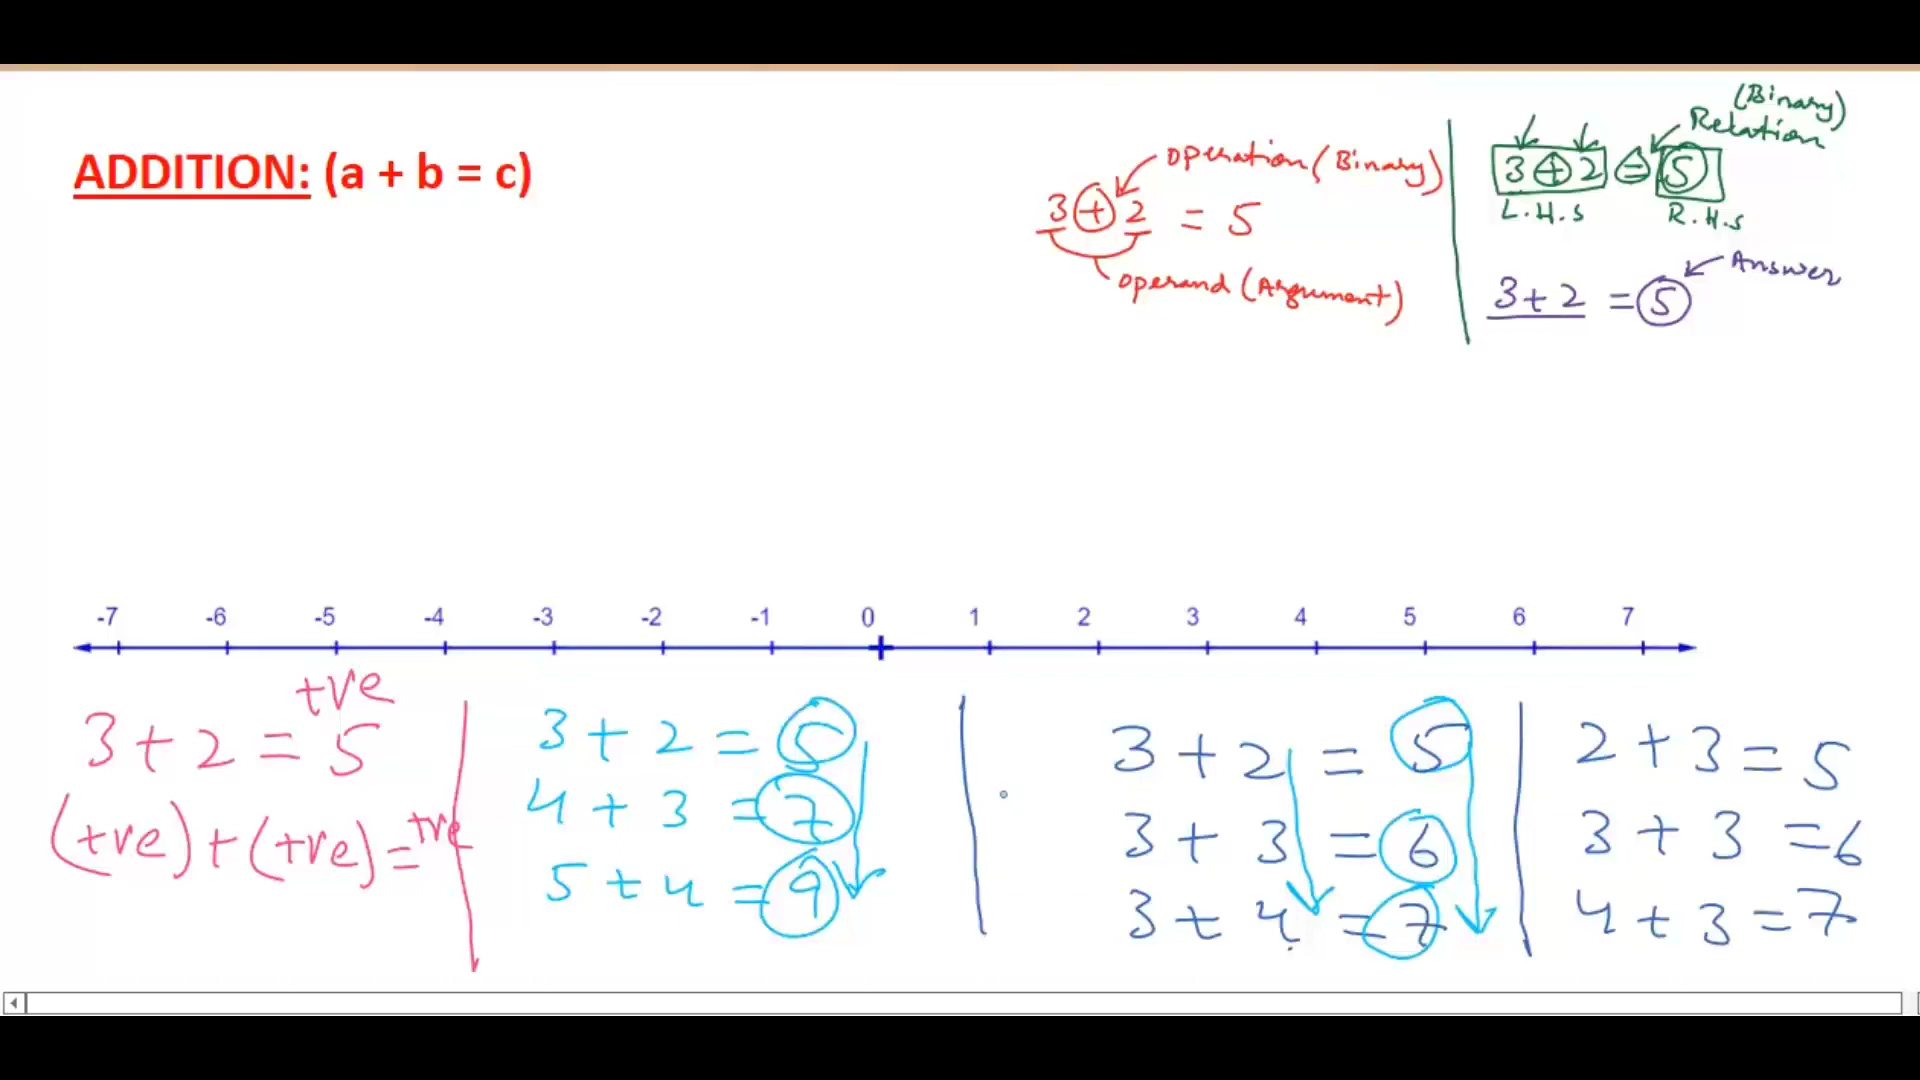 ADDITION: (a + b = c)
operation (Binary)
3 + 2 = 5
operand (Argument)
(Binary)
Relation
3 + 2 = 5
L.H.S R.H.S
Answer
3 + 2 = 5
-7 -6 -5 -4 -3 -2 -1 0 1 2 3 4 5 6 7
+ve
3 + 2 = 5
(+ve) + (+ve) = +ve
3 + 2 = 5
4 + 3 = 7
5 + 4 = 9
3 + 2 = 5
3 + 3 = 6
3 + 4 = 7
2 + 3 = 5
3 + 3 = 6
4 + 3 = 7